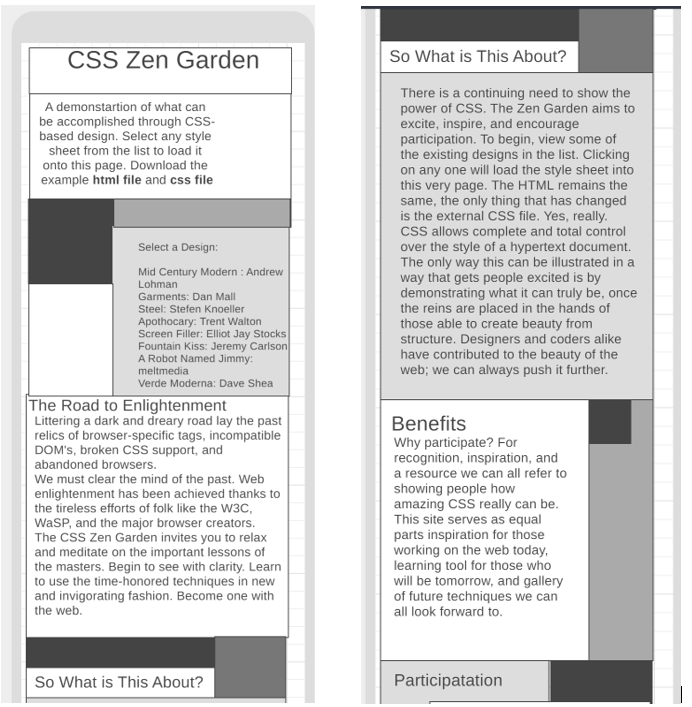 CSS Zen Garden
A demonstartion of what can
be accomplished through CSS-
based design. Select any style
sheet from the list to load it
onto this page. Download the
example html file and css file
Select a Design:
Mid Century Modern : Andrew
Lohman
Garments: Dan Mall
Steel: Stefen Knoeller
Apothocary: Trent Walton
Screen Filler: Elliot Jay Stocks
Fountain Kiss: Jeremy Carlson
A Robot Named Jimmy:
meltmedia
Verde Moderna: Dave Shea
The Road to Enlightenment
Littering a dark and dreary road lay the past
relics of browser-specific tags, incompatible
DOM's, broken CSS support, and
abandoned browsers.
We must clear the mind of the past. Web
enlightenment has been achieved thanks to
the tireless efforts of folk like the W3C,
WaSP, and the major browser creators.
The CSS Zen Garden invites you to relax
and meditate on the important lessons of
the masters. Begin to see with clarity. Learn
to use the time-honored techniques in new
and invigorating fashion. Become one with
the web.
So What is This About?
So What is This About?
There is a continuing need to show the
power of CSS. The Zen Garden aims to
excite, inspire, and encourage
participation. To begin, view some of
the existing designs in the list. Clicking
on any one will load the style sheet into
this very page. The HTML remains the
same, the only thing that has changed
is the external CSS file. Yes, really.
CSS allows complete and total control
over the style of a hypertext document.
The only way this can be illustrated in a
way that gets people excited is by
demonstrating what it can truly be, once
the reins are placed in the hands of
those able to create beauty from
structure. Designers and coders alike
have contributed to the beauty of the
web; we can always push it further.
Benefits
Why participate? For
recognition, inspiration, and
a resource we can all refer to
showing people how
amazing CSS really can be.
This site serves as equal
parts inspiration for those
working on the web today,
learning tool for those who
will be tomorrow, and gallery
of future techniques we can
all look forward to.
Participatation